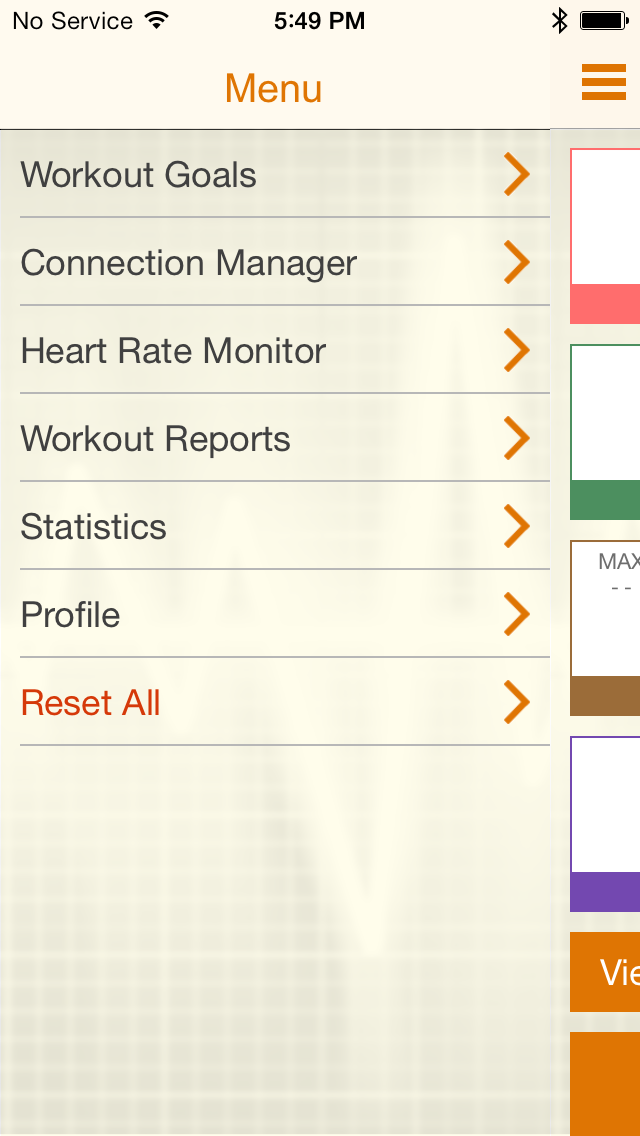 No Service 5:49 PM
Menu
Workout Goals
Connection Manager
Heart Rate Monitor
Workout Reports
Statistics
Profile
Reset All
MAX
- -
Vie